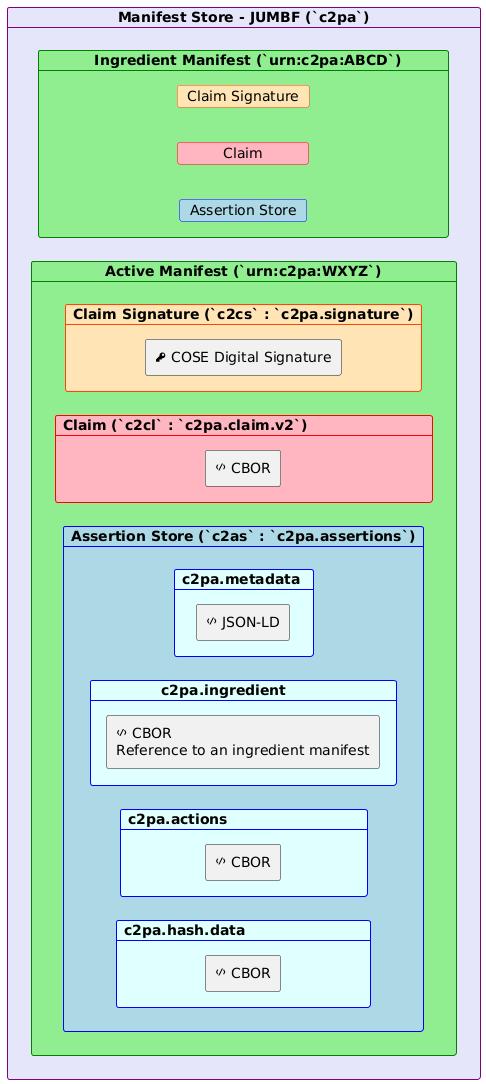 Manifest Store - JUMBF (`c2pa`)
Ingredient Manifest (`urn:c2pa:ABCD`)
Claim Signature
Claim
Assertion Store
Active Manifest (`urn:c2pa:WXYZ`)
Claim Signature (`c2cs` : `c2pa.signature`)
COSE Digital Signature
Claim (`c2cl` : `c2pa.claim.v2`)
CBOR
Assertion Store (`c2as` : `c2pa.assertions`)
c2pa.metadata
JSON-LD
c2pa.ingredient
CBOR
Reference to an ingredient manifest
c2pa.actions
CBOR
c2pa.hash.data
CBOR